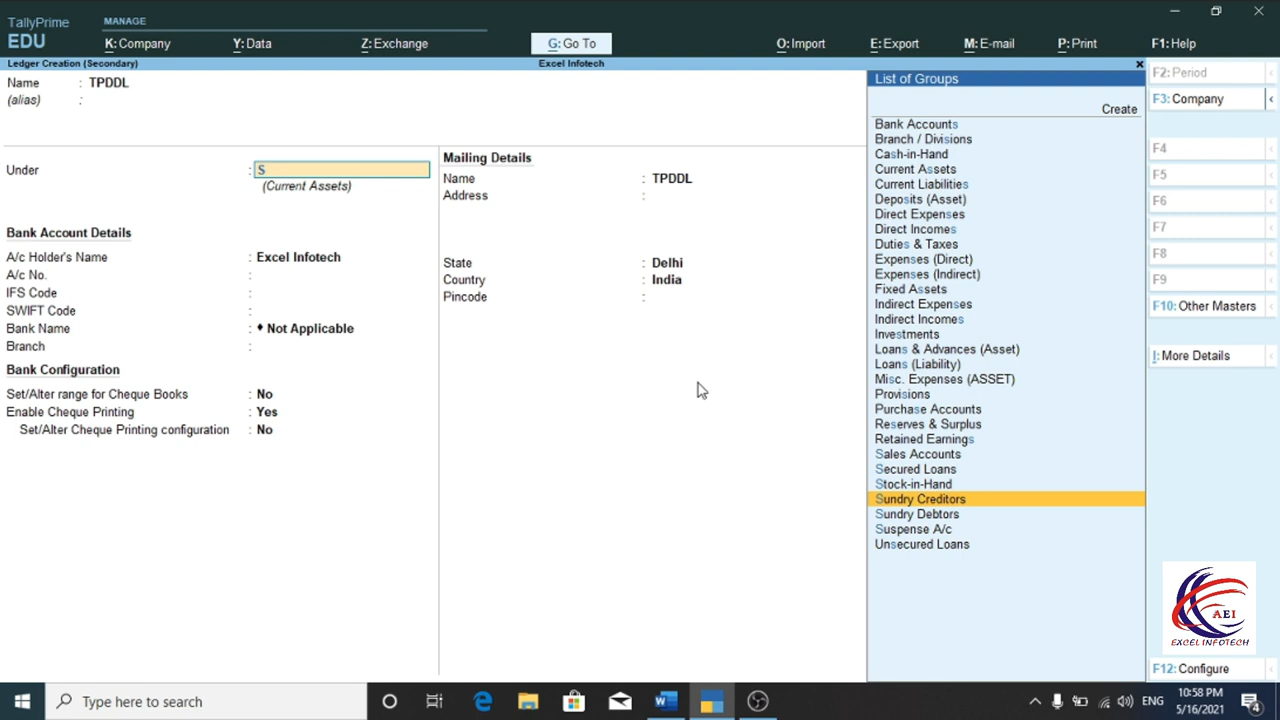 TallyPrime
EDU
MANAGE
K: Company
Y: Data
Z: Exchange
G: Go To
O: Import
E: Export
M: E-mail
P: Print
F1: Help
Ledger Creation (Secondary)
Excel Infotech
Name : TPDDL
(alias) :
Under : S
(Current Assets)
Bank Account Details
A/c Holder's Name : Excel Infotech
A/c No. :
IFS Code :
SWIFT Code :
Bank Name : ♦ Not Applicable
Branch :
Bank Configuration
Set/Alter range for Cheque Books : No
Enable Cheque Printing : Yes
Set/Alter Cheque Printing configuration : No
Mailing Details
Name : TPDDL
Address :
State : Delhi
Country : India
Pincode :
List of Groups
Create
Bank Accounts
Branch / Divisions
Cash-in-Hand
Current Assets
Current Liabilities
Deposits (Asset)
Direct Expenses
Direct Incomes
Duties & Taxes
Expenses (Direct)
Expenses (Indirect)
Fixed Assets
Indirect Expenses
Indirect Incomes
Investments
Loans & Advances (Asset)
Loans (Liability)
Misc. Expenses (ASSET)
Provisions
Purchase Accounts
Reserves & Surplus
Retained Earnings
Sales Accounts
Secured Loans
Stock-in-Hand
Sundry Creditors
Sundry Debtors
Suspense A/c
Unsecured Loans
F2: Period
F3: Company
F4
F5
F6
F7
F8
F9
F10: Other Masters
I: More Details
AEI
EXCEL INFOTECH
F12: Configure
Type here to search
ENG
10:58 PM
5/16/2021
4